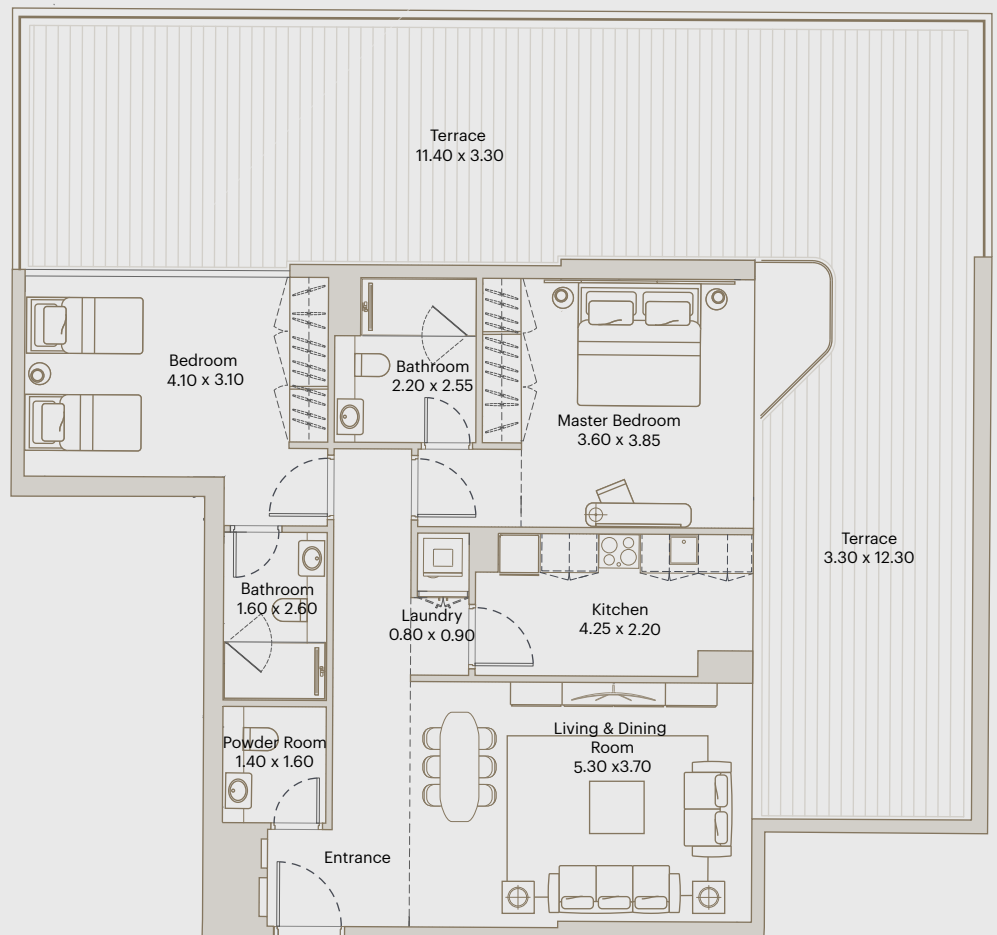 Terrace
11.40 x 3.30
Bedroom
4.10 x 3.10
Bathroom
2.20 x 2.55
Master Bedroom
3.60 x 3.85
Terrace
3.30 x 12.30
Bathroom
1.60 x 2.60
Laundry
0.80 x 0.90
Kitchen
4.25 x 2.20
Powder Room
1.40 x 1.60
Living & Dining
Room
5.30 x3.70
Entrance